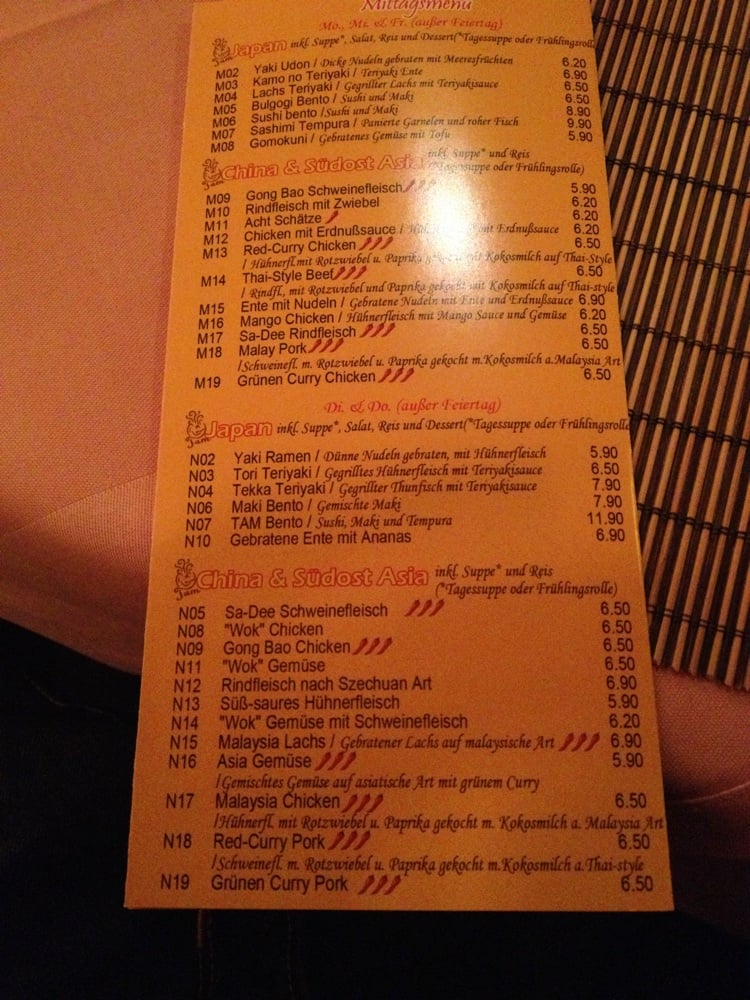 Mittagsmenü
Mo., Mi. & Fr. (außer Feiertag)
Japan inkl. Suppe*, Salat, Reis und Dessert(*Tagessuppe oder Frühlingsroll
M02 Yaki Udon / Dicke Nudeln gebraten mit Meeresfrüchten 6.20
M03 Kamo no Teriyaki / Teriyaki Ente 6.90
M04 Lachs Teriyaki / Gegrillter Lachs mit Teriyakisauce 6.50
M05 Bulgogi Bento / Sushi und Maki 6.50
M06 Sushi bento /Sushi und Maki 8.90
M07 Sashimi Tempura / Panierte Garnelen und roher Fisch 9.90
M08 Gomokuni / Gebratenes Gemüse mit Tofu 5.90
Jam
China & Südost Asia inkl. Suppe* und Reis
(*Tagessuppe oder Frühlingsrolle)
M09 Gong Bao Schweinefleisch 5.90
M10 Rindfleisch mit Zwiebel 6.20
M11 Acht Schätze 6.20
M12 Chicken mit Erdnußsauce / mit Erdnußsauce 6.20
M13 Red-Curry Chicken 6.50
/ Hühnerfl.mit Rotzwiebel u. Paprika gekocht mit Kokosmilch auf Thai-Style
M14 Thai-Style Beef 6.50
/ Rindfl, mit Rotzwiebel und Paprika gekocht mit Kokosmilch auf Thai-style
M15 Ente mit Nudeln / Gebratene Nudeln mit Ente und Erdnußsauce 6.90
M16 Mango Chicken / Hühnerfleisch mit Mango Sauce und Gemüse 6.20
M17 Sa-Dee Rindfleisch 6.50
M18 Malay Pork 6.50
/Schweinefl. m. Rotzwiebel u. Paprika gekocht m.Kokosmilch a.Malaysia Art
M19 Grünen Curry Chicken 6.50
Di. & Do. (außer Feiertag)
Jam
Japan inkl. Suppe*, Salat, Reis und Dessert(*Tagessuppe oder Frühlingsrolle
N02 Yaki Ramen / Dünne Nudeln gebraten, mit Hühnerfleisch 5.90
N03 Tori Teriyaki / Gegrilltes Hühnerfleisch mit Teriyakisauce 6.50
N04 Tekka Teriyaki / Gegrillter Thunfisch mit Teriyakisauce 7.90
N06 Maki Bento / Gemischte Maki 7.90
N07 TAM Bento / Sushi, Maki und Tempura 11.90
N10 Gebratene Ente mit Ananas 6.90
Jam
China & Südost Asia inkl. Suppe* und Reis
(*Tagessuppe oder Frühlingsrolle)
N05 Sa-Dee Schweinefleisch 6.50
N08 "Wok" Chicken 6.50
N09 Gong Bao Chicken 6.50
N11 "Wok" Gemüse 6.50
N12 Rindfleisch nach Szechuan Art 6.90
N13 Süß-saures Hühnerfleisch 5.90
N14 "Wok" Gemüse mit Schweinefleisch 6.20
N15 Malaysia Lachs / Gebratener Lachs auf malaysische Art 6.90
N16 Asia Gemüse 5.90
/Gemischtes Gemüse auf asiatische Art mit grünem Curry
N17 Malaysia Chicken 6.50
/Hühnerfl. mit Rotzwiebel u. Paprika gekocht m. Kokosmilch a. Malaysia Art
N18 Red-Curry Pork 6.50
/Schweinefl. m. Rotzwiebel u. Paprika gekocht m.Kokosmilch a.Thai-style
N19 Grünen Curry Pork 6.50